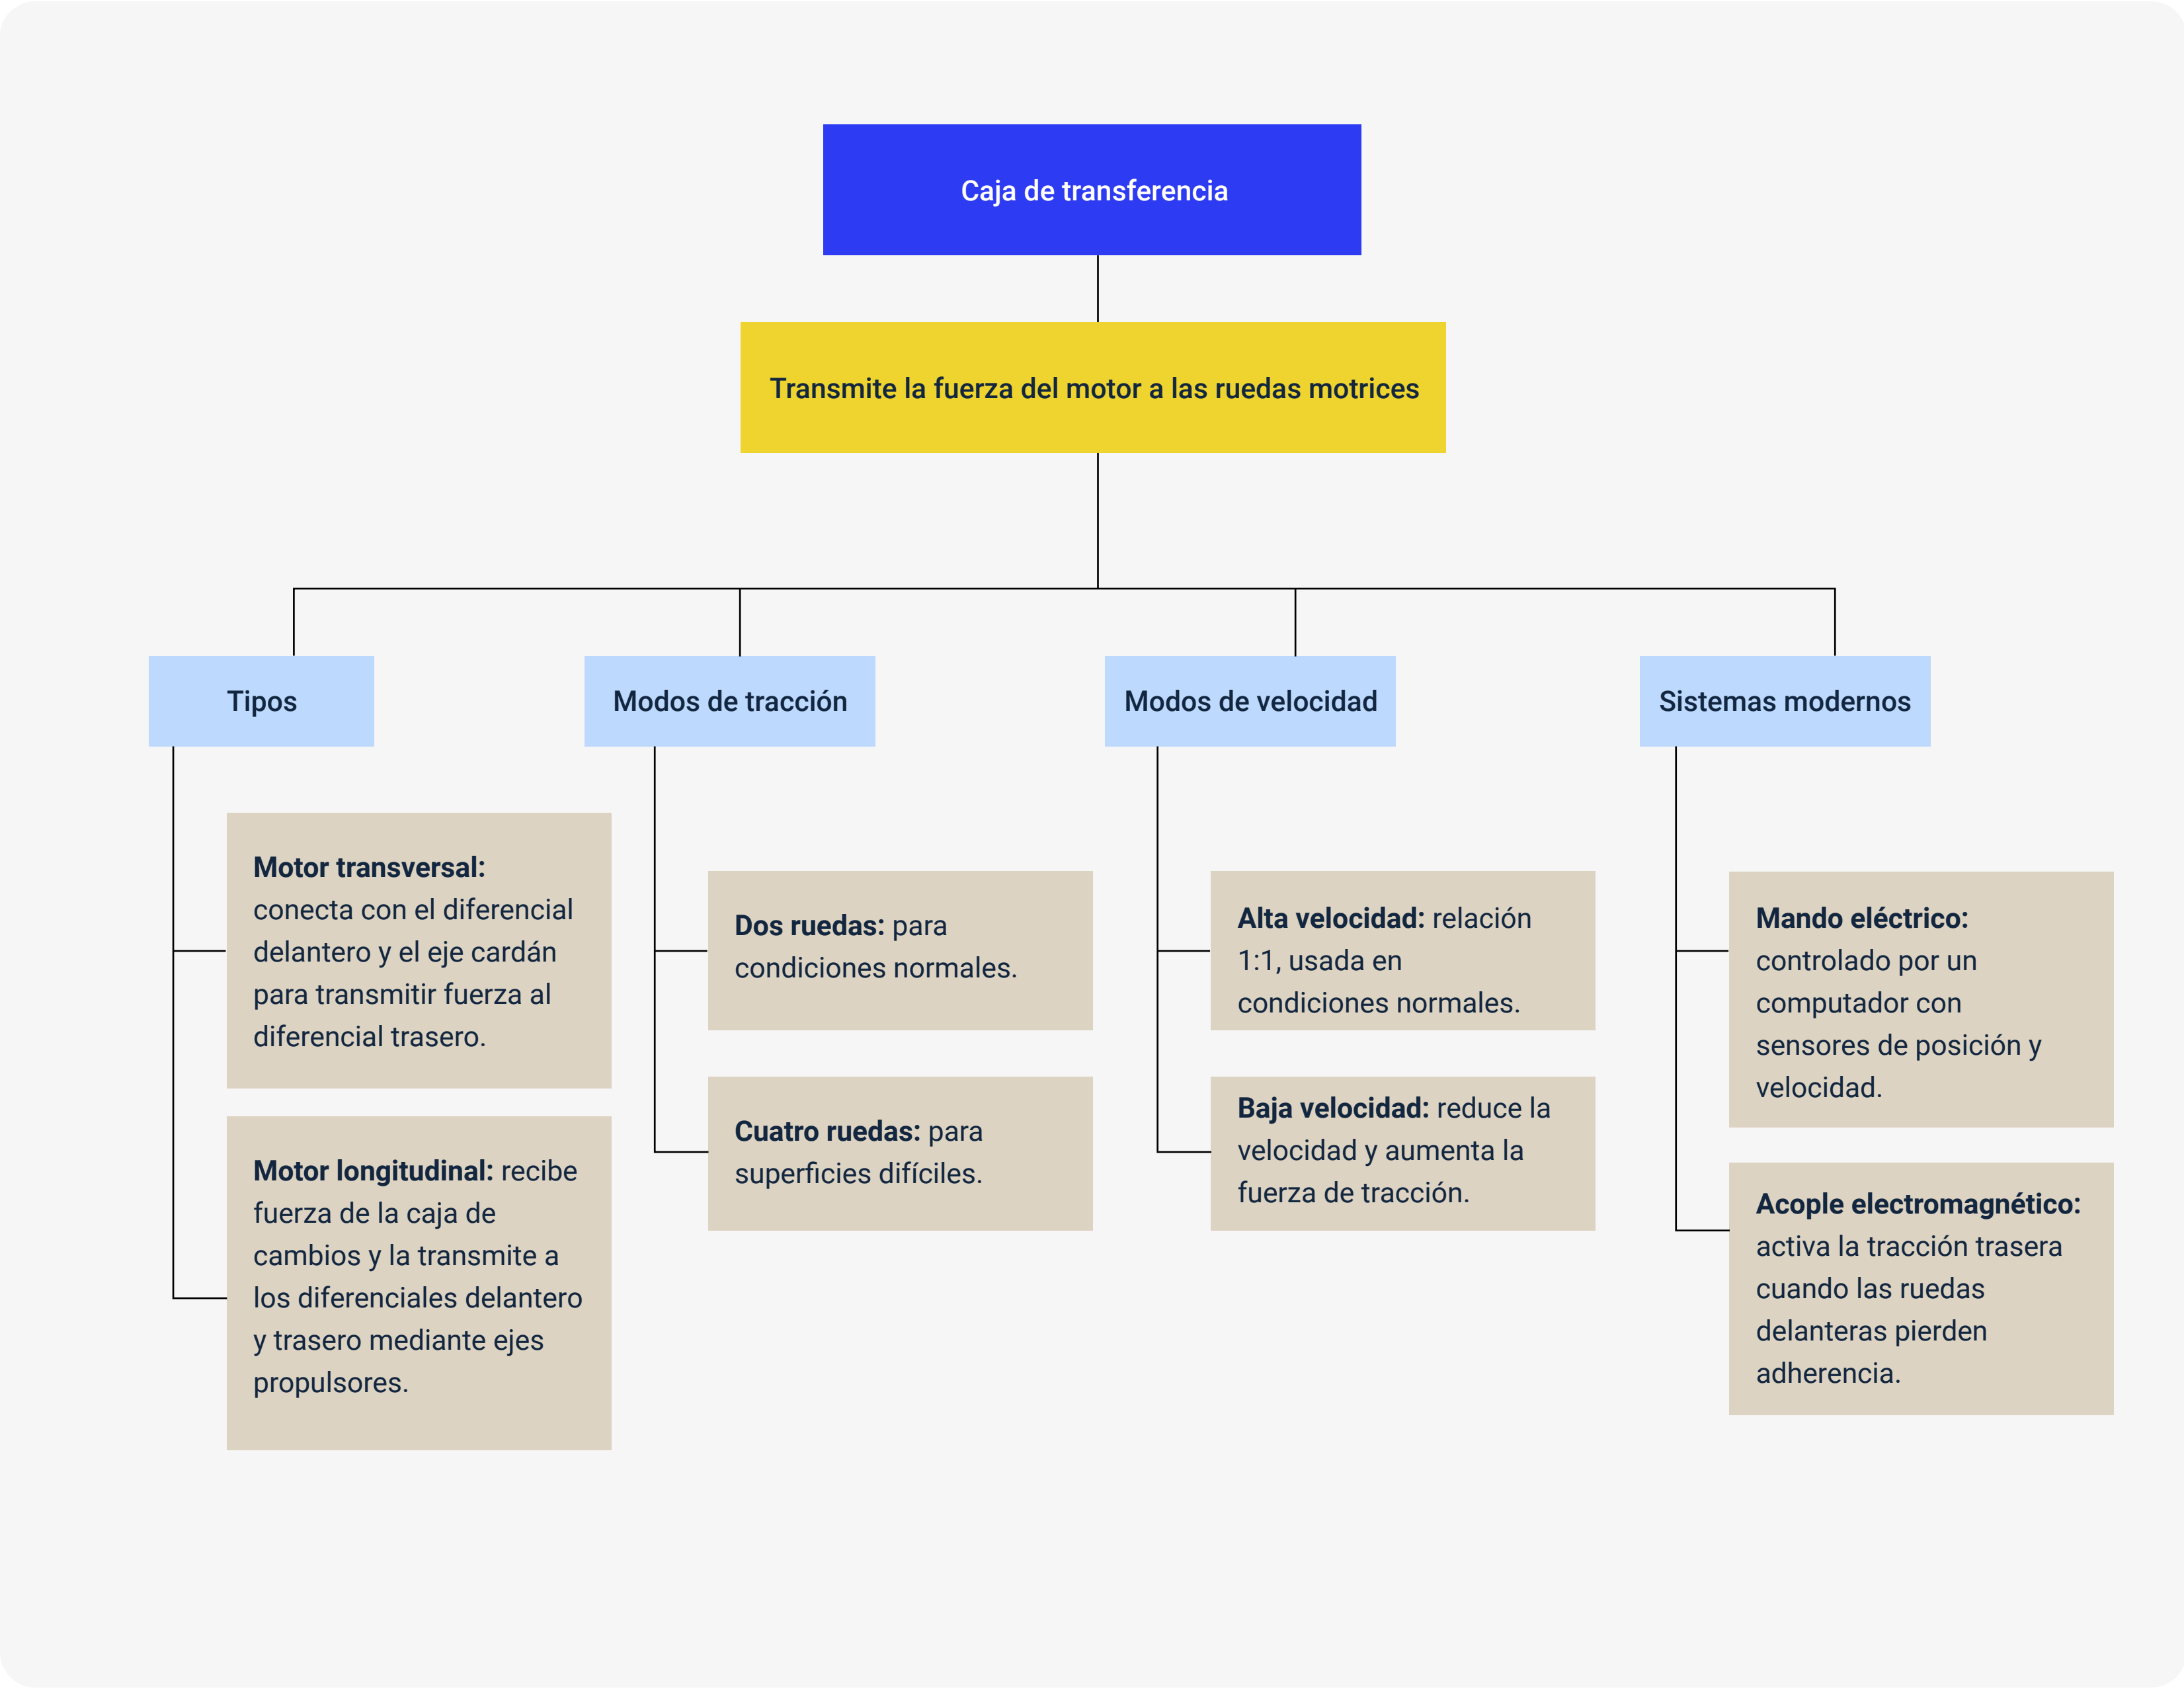 Caja de transferencia
Transmite la fuerza del motor a las ruedas motrices
Tipos
Motor transversal:
conecta con el diferencial
delantero y el eje cardán
para transmitir fuerza al
diferencial trasero.
Motor longitudinal: recibe
fuerza de la caja de
cambios y la transmite a
los diferenciales delantero
y trasero mediante ejes
propulsores.
Modos de tracción
Dos ruedas: para
condiciones normales.
Cuatro ruedas: para
superficies difíciles.
Modos de velocidad
Alta velocidad: relación
1:1, usada en
condiciones normales.
Baja velocidad: reduce la
velocidad y aumenta la
fuerza de tracción.
Sistemas modernos
Mando eléctrico:
controlado por un
computador con
sensores de posición y
velocidad.
Acople electromagnético:
activa la tracción trasera
cuando las ruedas
delanteras pierden
adherencia.